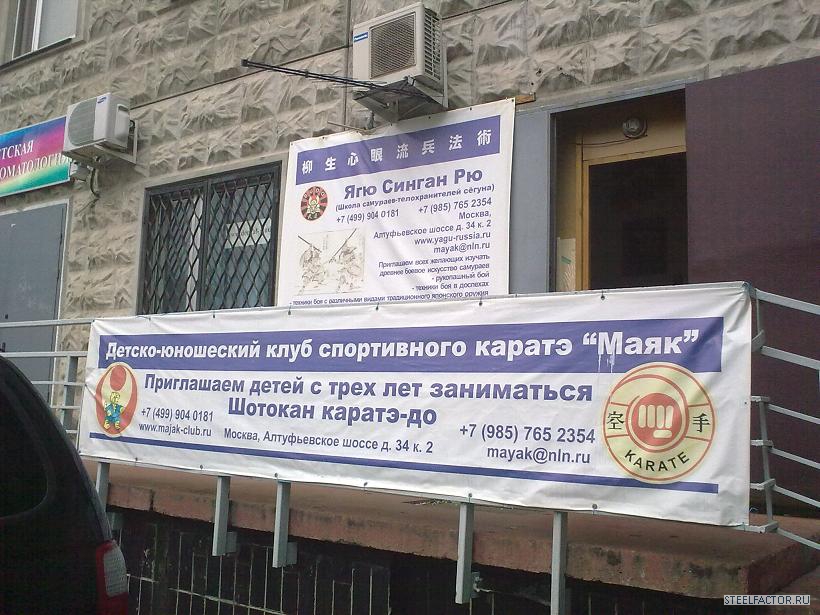 ТСКАЯ
ОМАТОЛОГИ
柳生心眼流兵法術
Ягю Синган Рю
(Школа самураев-телохранителей сёгуна)
+7 (499) 904 0181 +7 (985) 765 2354
Москва,
Алтуфьевское шоссе д. 34 к. 2
www.yagu-russia.ru
mayak@nln.ru
Приглашаем всех желающих изучать
древнее боевое искусство самураев
- рукопашный бой
- техники боя в доспехах
- техники боя с различными видами традиционного японского оружия
Детско-юношеский клуб спортивного каратэ “Маяк”
Приглашаем детей с трех лет заниматься
Шотокан каратэ-до
+7 (499) 904 0181
www.majak-club.ru
Москва, Алтуфьевское шоссе д. 34 к. 2
+7 (985) 765 2354
mayak@nln.ru
空 手
KARATE
STEELFACTOR.RU